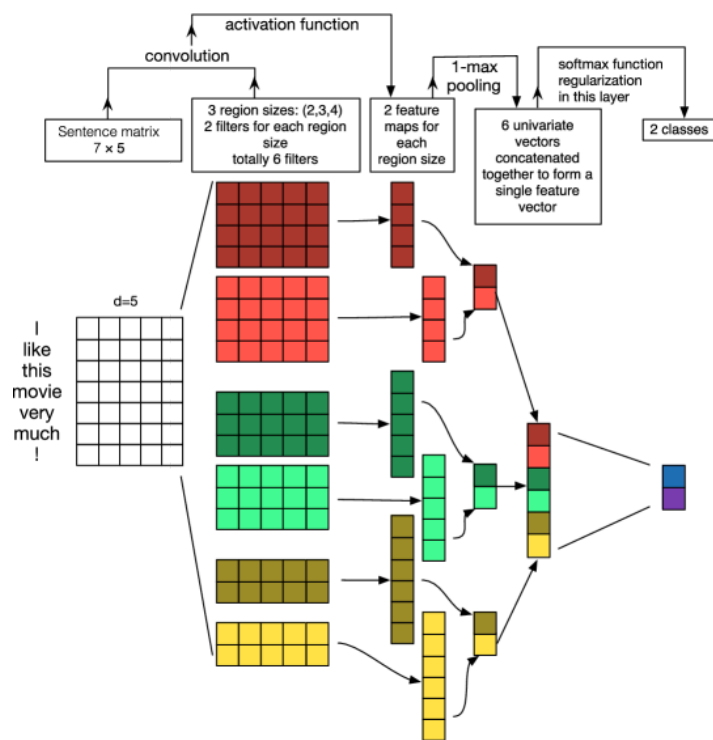 activation function
convolution
1-max
pooling
softmax function
regularization
in this layer
Sentence matrix
7 × 5
3 region sizes: (2,3,4)
2 filters for each region
size
totally 6 filters
2 feature
maps for
each
region size
6 univariate
vectors
concatenated
together to form a
single feature
vector
2 classes
d=5
I
like
this
movie
very
much
!